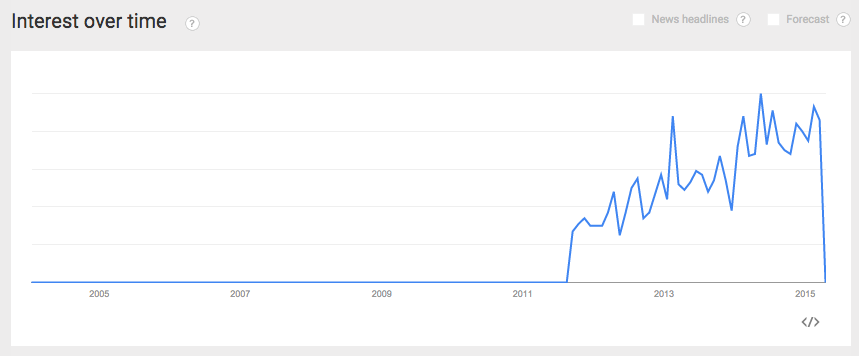 Interest over time ?
News headlines ? Forecast ?
2005 2007 2009 2011 2013 2015
</>